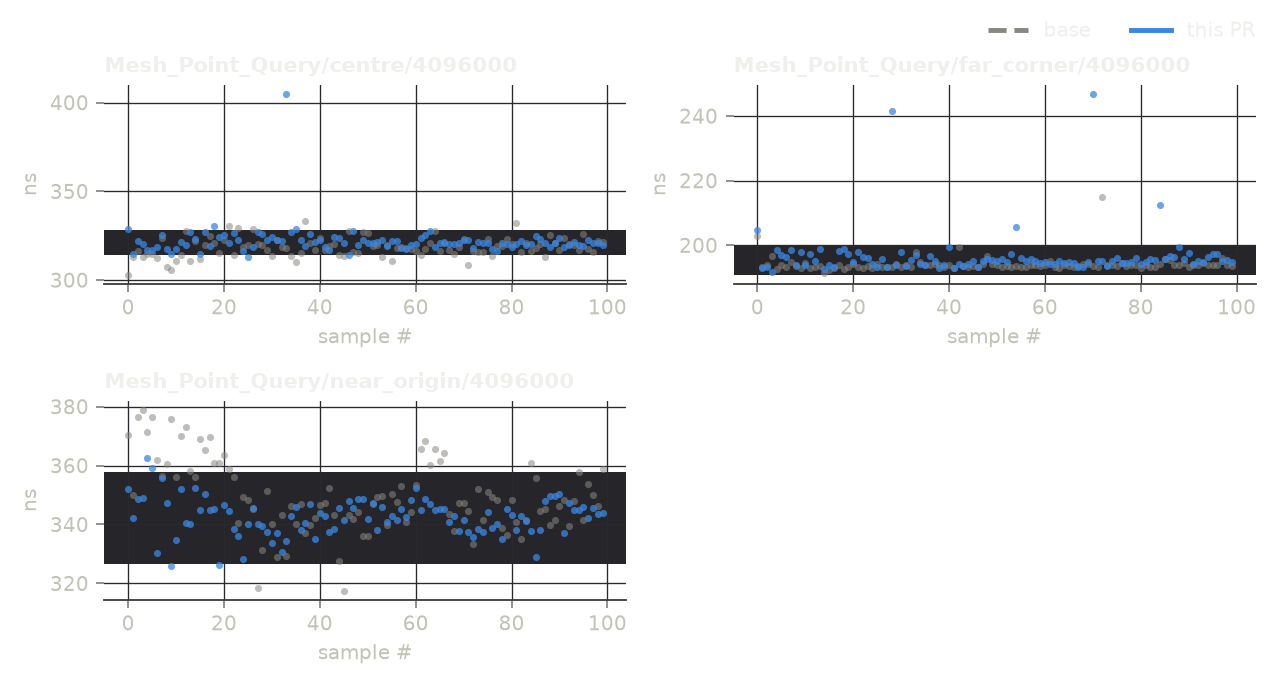 base this PR
Mesh_Point_Query/centre/4096000
Mesh_Point_Query/far_corner/4096000
400
350
300
ns
0 20 40 60 80 100
sample #
240
220
200
ns
0 20 40 60 80 100
sample #
Mesh_Point_Query/near_origin/4096000
380
360
340
320
ns
0 20 40 60 80 100
sample #